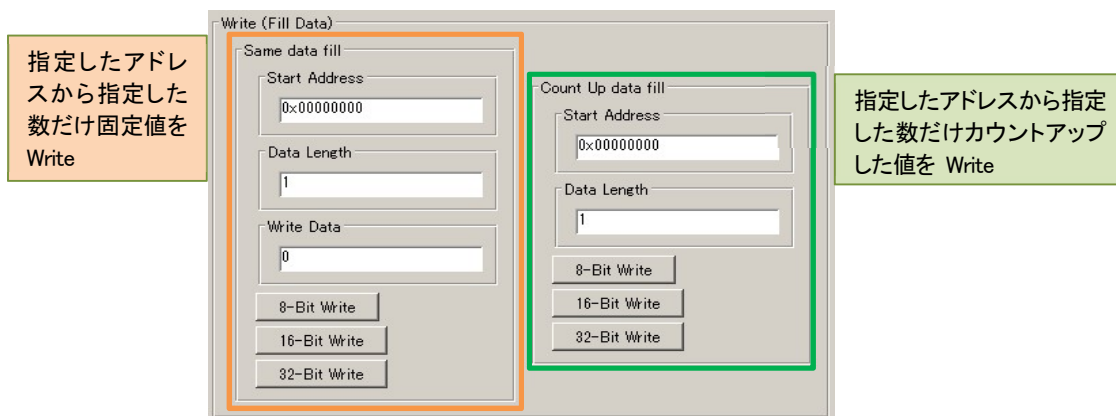 指定したアドレ
スから指定した
数だけ固定値を
Write
Write (Fill Data)
Same data fill
Start Address
0x00000000
Data Length
1
Write Data
0
8-Bit Write
16-Bit Write
32-Bit Write
Count Up data fill
Start Address
0x00000000
Data Length
1
8-Bit Write
16-Bit Write
32-Bit Write
指定したアドレスから指定
した数だけカウントアップ
した値を Write